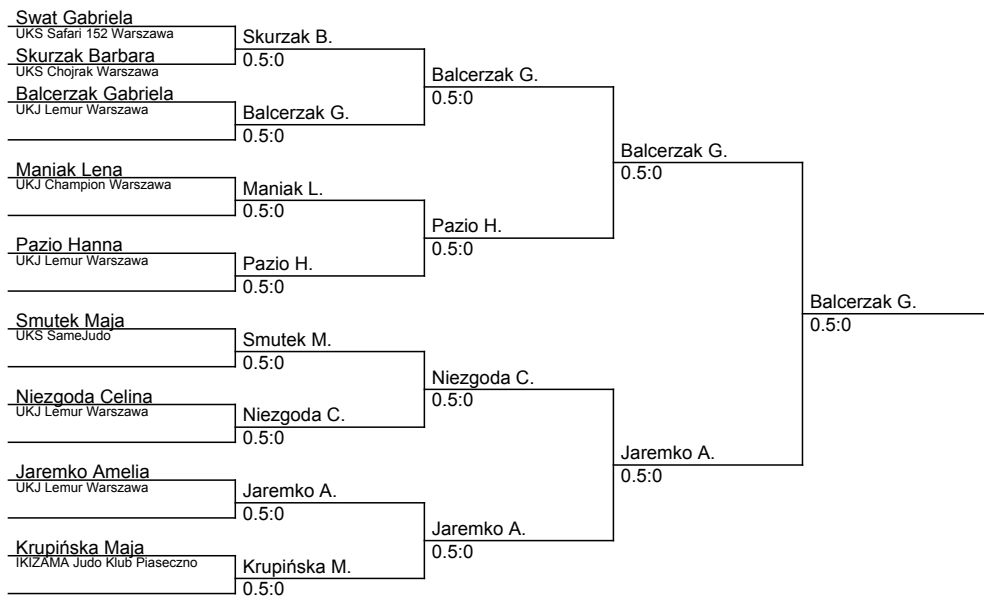 Swat Gabriela
UKS Safari 152 Warszawa
Skurzak Barbara
UKS Chojrak Warszawa
Balcerzak Gabriela
UKJ Lemur Warszawa
Maniak Lena
UKJ Champion Warszawa
Pazio Hanna
UKJ Lemur Warszawa
Smutek Maja
UKS SameJudo
Niezgoda Celina
UKJ Lemur Warszawa
Jaremko Amelia
UKJ Lemur Warszawa
Krupińska Maja
IKIZAMA Judo Klub Piaseczno
Skurzak B.
0.5:0
Balcerzak G.
0.5:0
Maniak L.
0.5:0
Pazio H.
0.5:0
Smutek M.
0.5:0
Niezgoda C.
0.5:0
Jaremko A.
0.5:0
Krupińska M.
0.5:0
Balcerzak G.
0.5:0
Pazio H.
0.5:0
Niezgoda C.
0.5:0
Jaremko A.
0.5:0
Balcerzak G.
0.5:0
Jaremko A.
0.5:0
Balcerzak G.
0.5:0